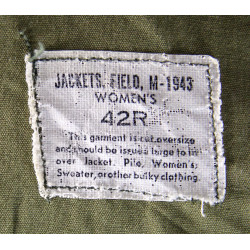 JACKETS, FIELD, M-1943
WOMEN'S
42R
This garment is cut oversize
and should be issued large to fit
over Jacket, Pile, Women's,
Sweater, or other bulky clothing.